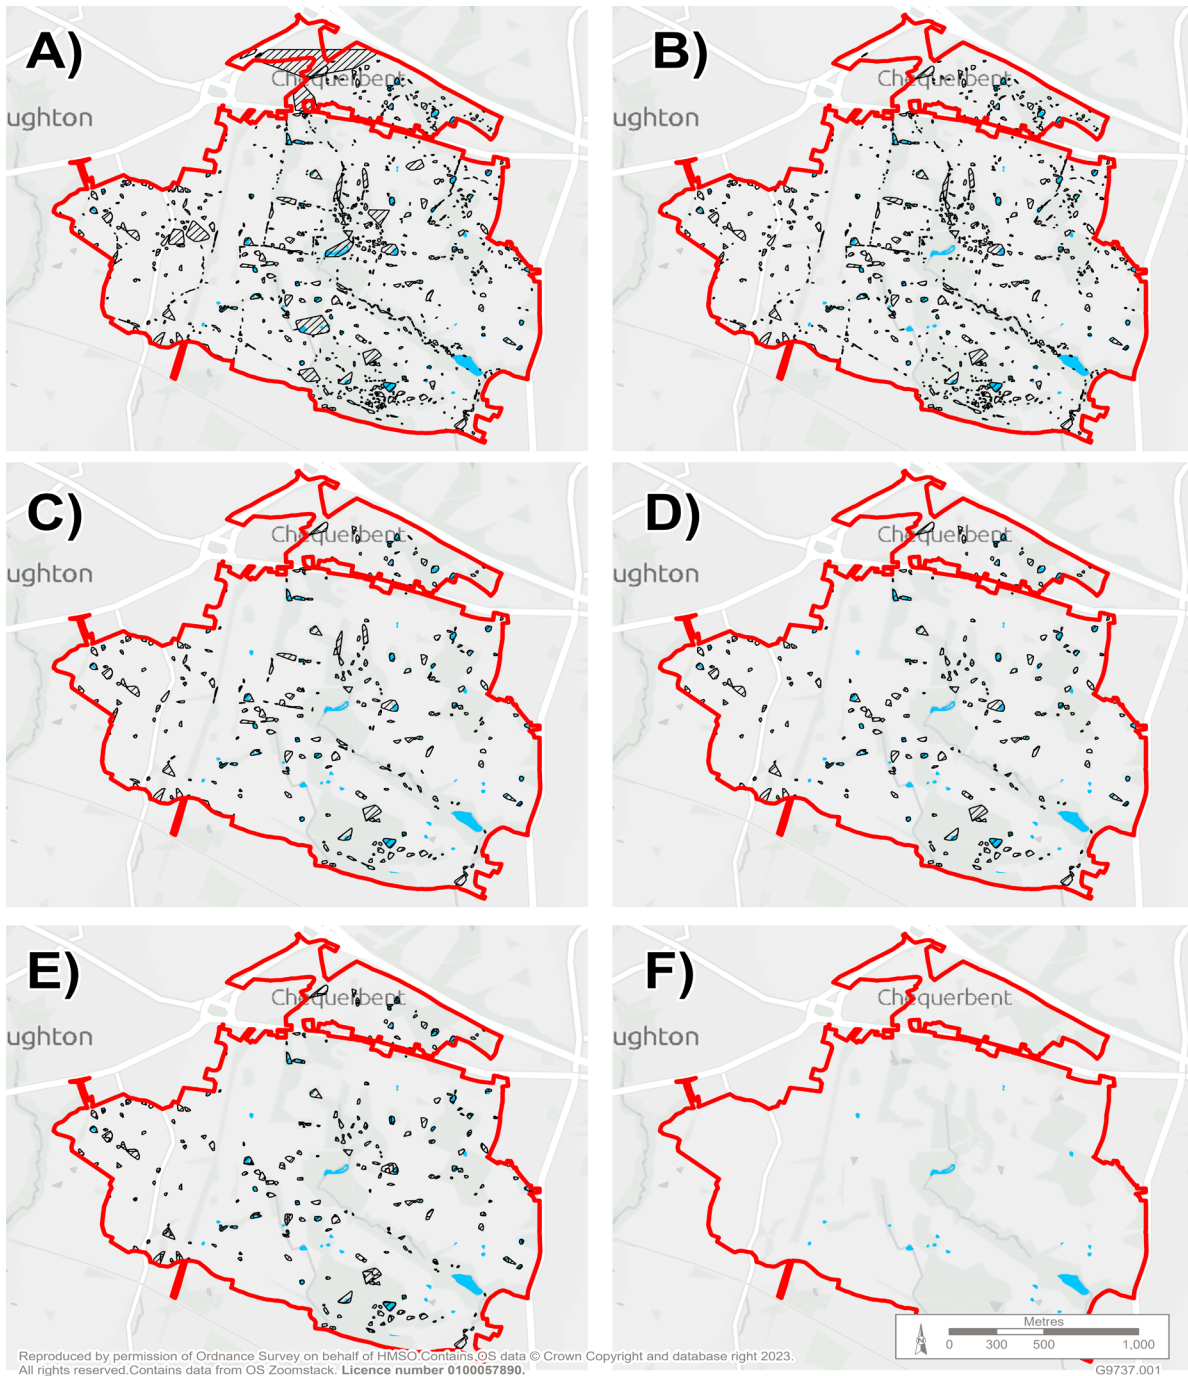 A)
Chequerbent
ughton
B)
Chequerbent
ughton
C)
Chequerbent
ughton
D)
Chequerbent
ughton
E)
Chequerbent
ughton
F)
Chequerbent
ughton
Metres
N
0 300 500 1,000
Reproduced by permission of Ordnance Survey on behalf of HMSO.Contains OS data © Crown Copyright and database right 2023.
All rights reserved.Contains data from OS Zoomstack. Licence number 0100057890.
G9737.001